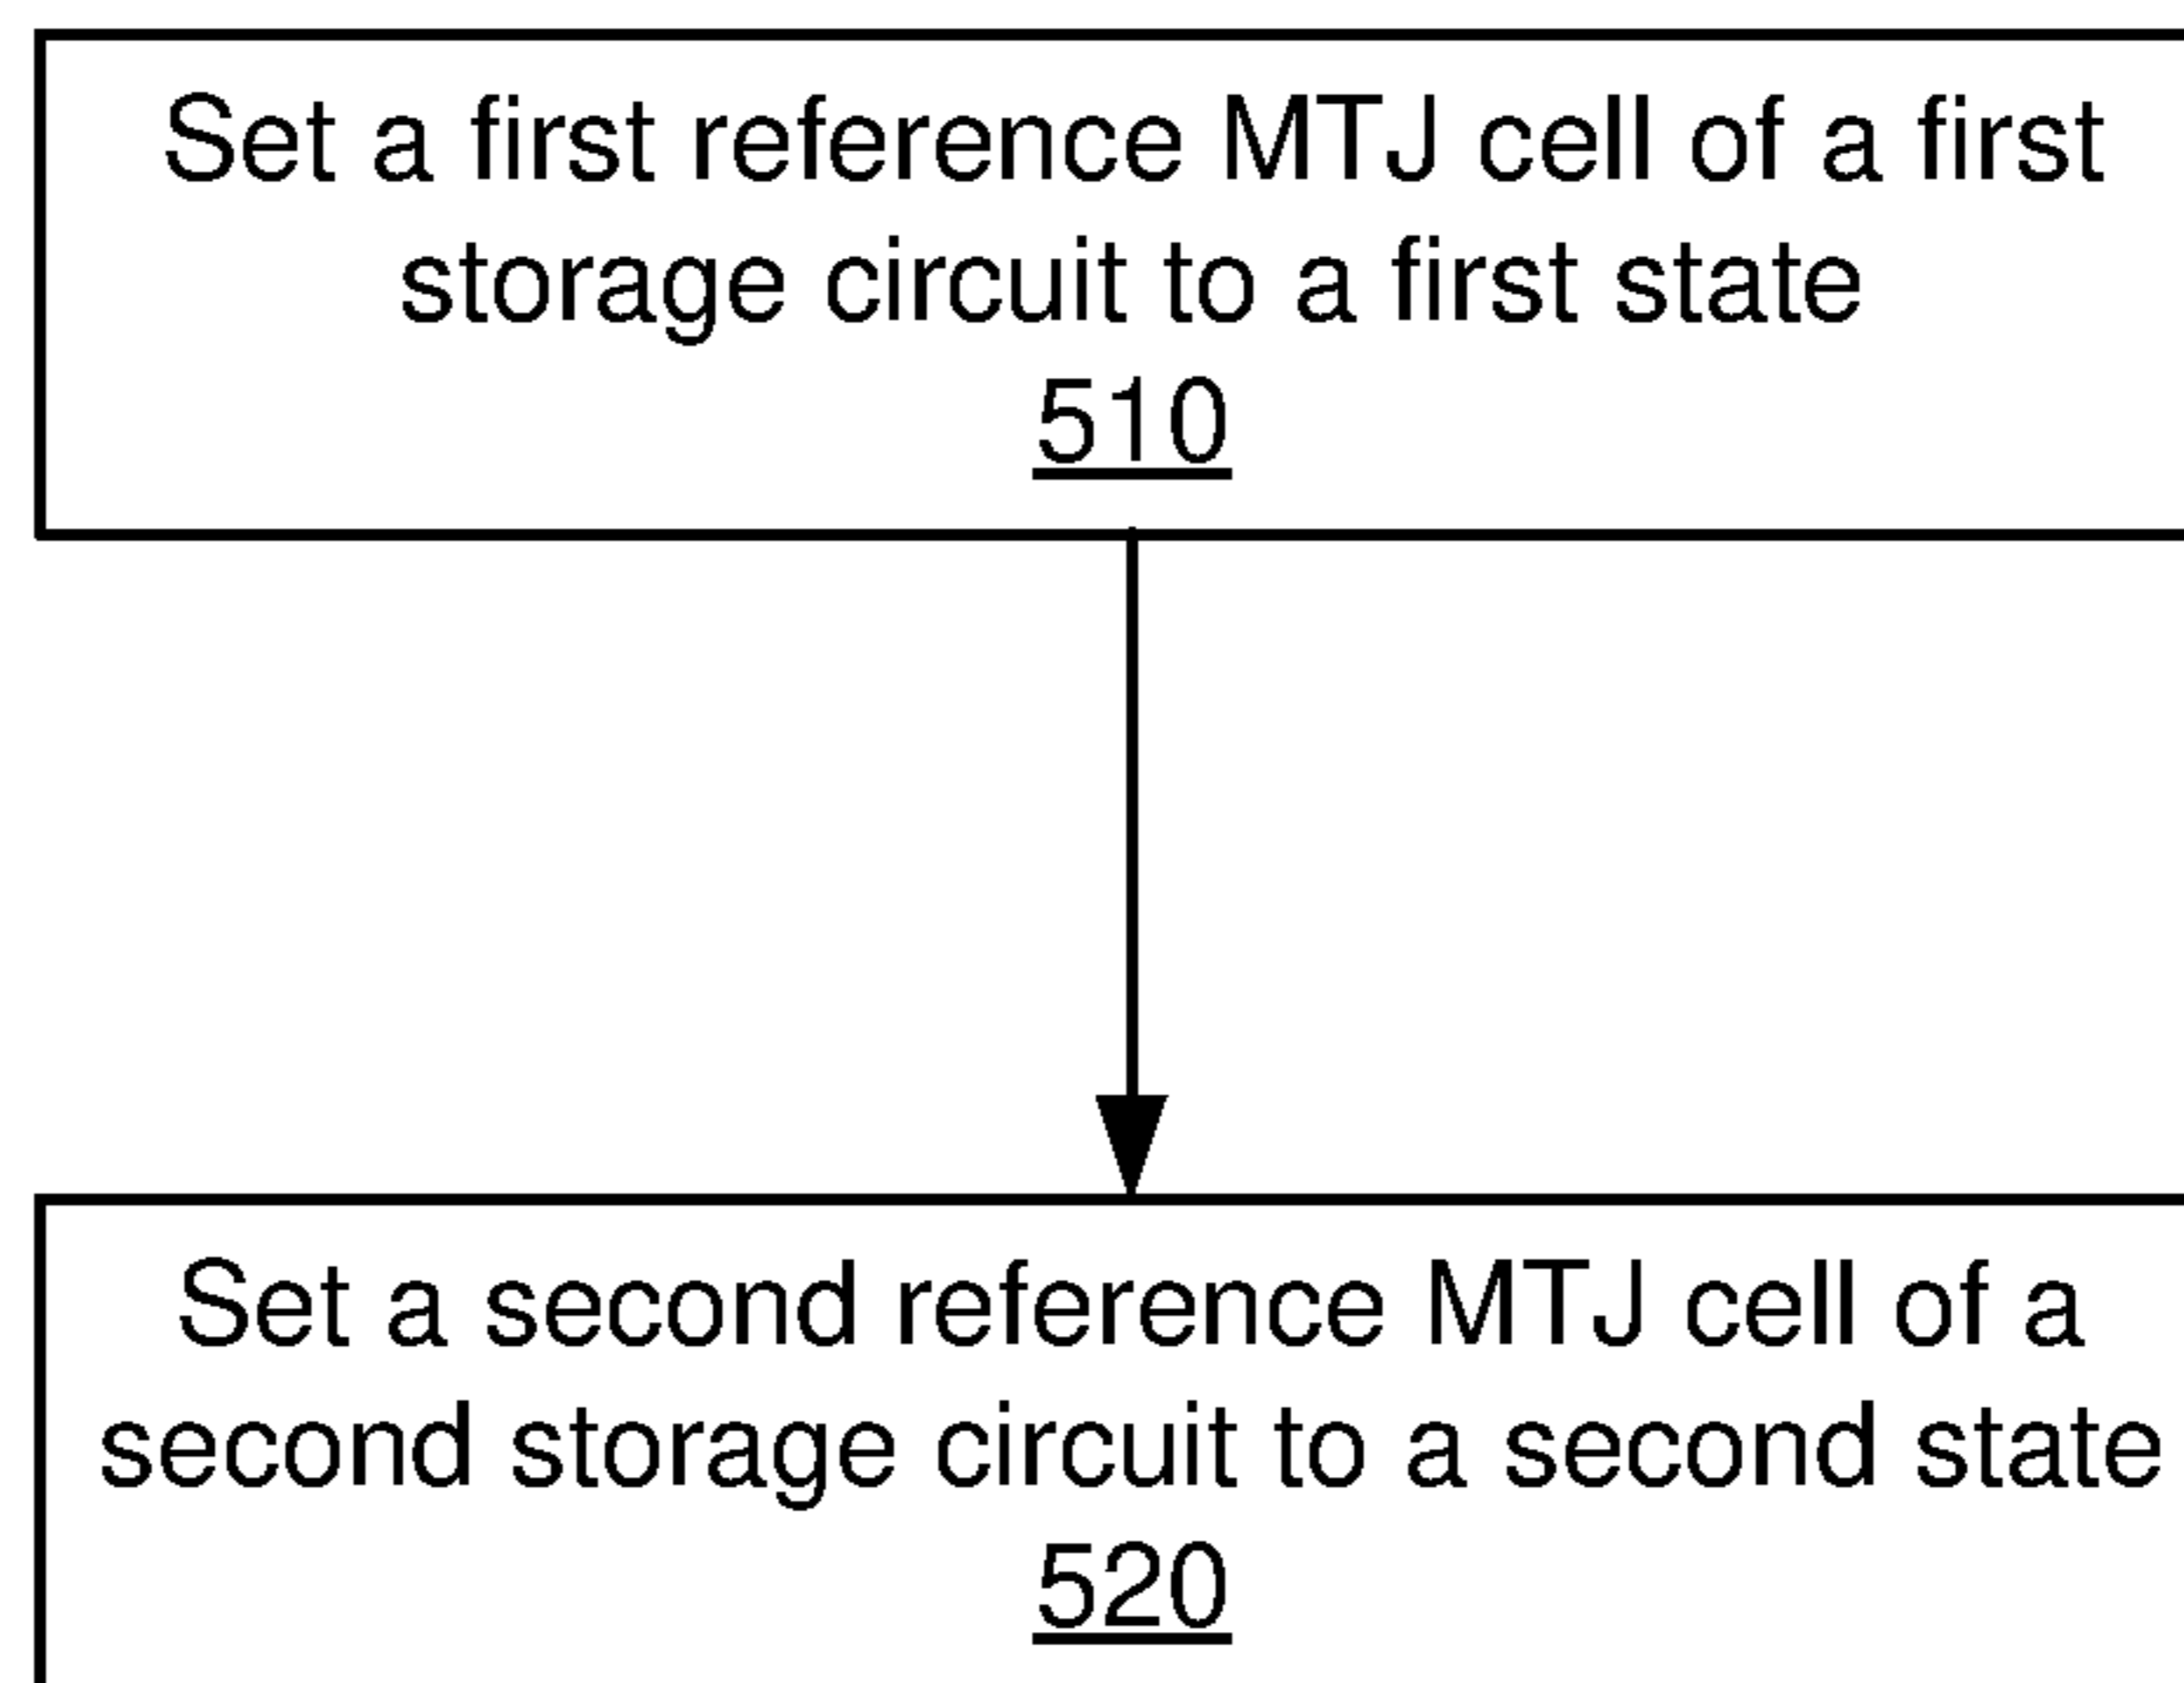 Set a first reference MTJ cell of a first
storage circuit to a first state
510
Set a second reference MTJ cell of a
second storage circuit to a second state
520